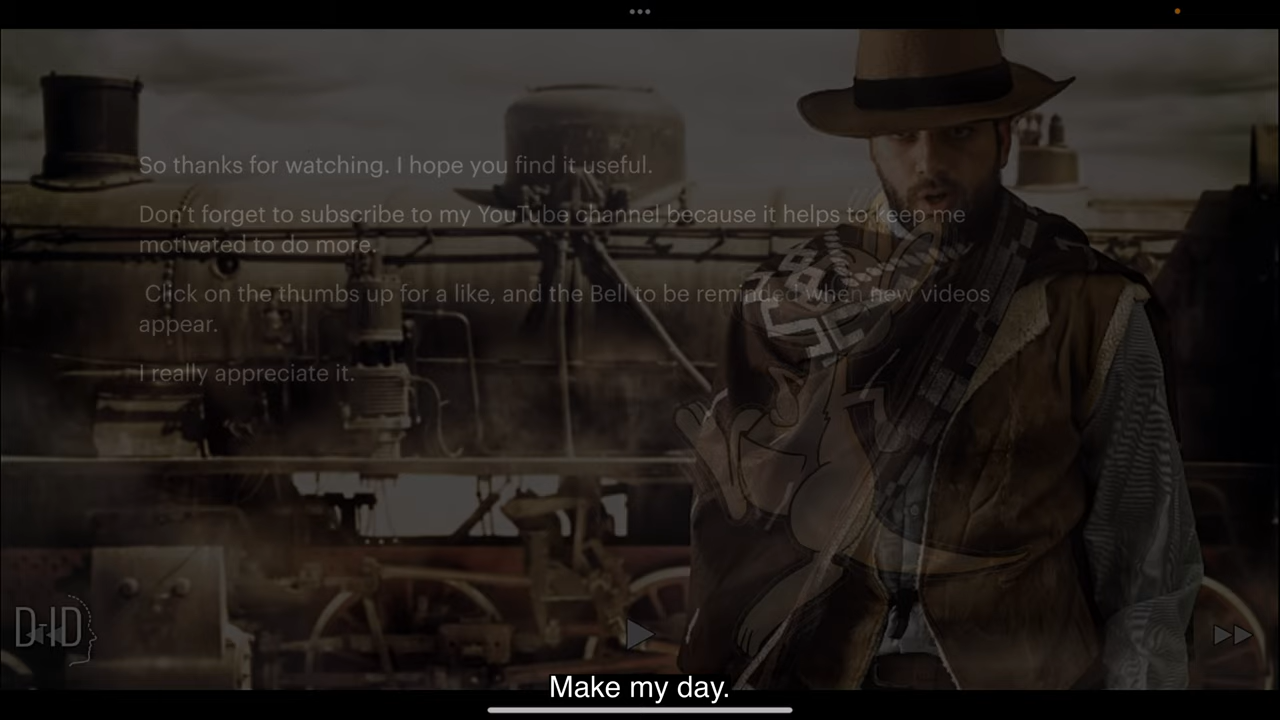 So thanks for watching. I hope you find it useful.
Don't forget to subscribe to my YouTube channel because it helps to keep me
motivated to do more.
Click on the thumbs up for a like, and the Bell to be reminded when new videos
appear.
I really appreciate it.
D-ID
Make my day.